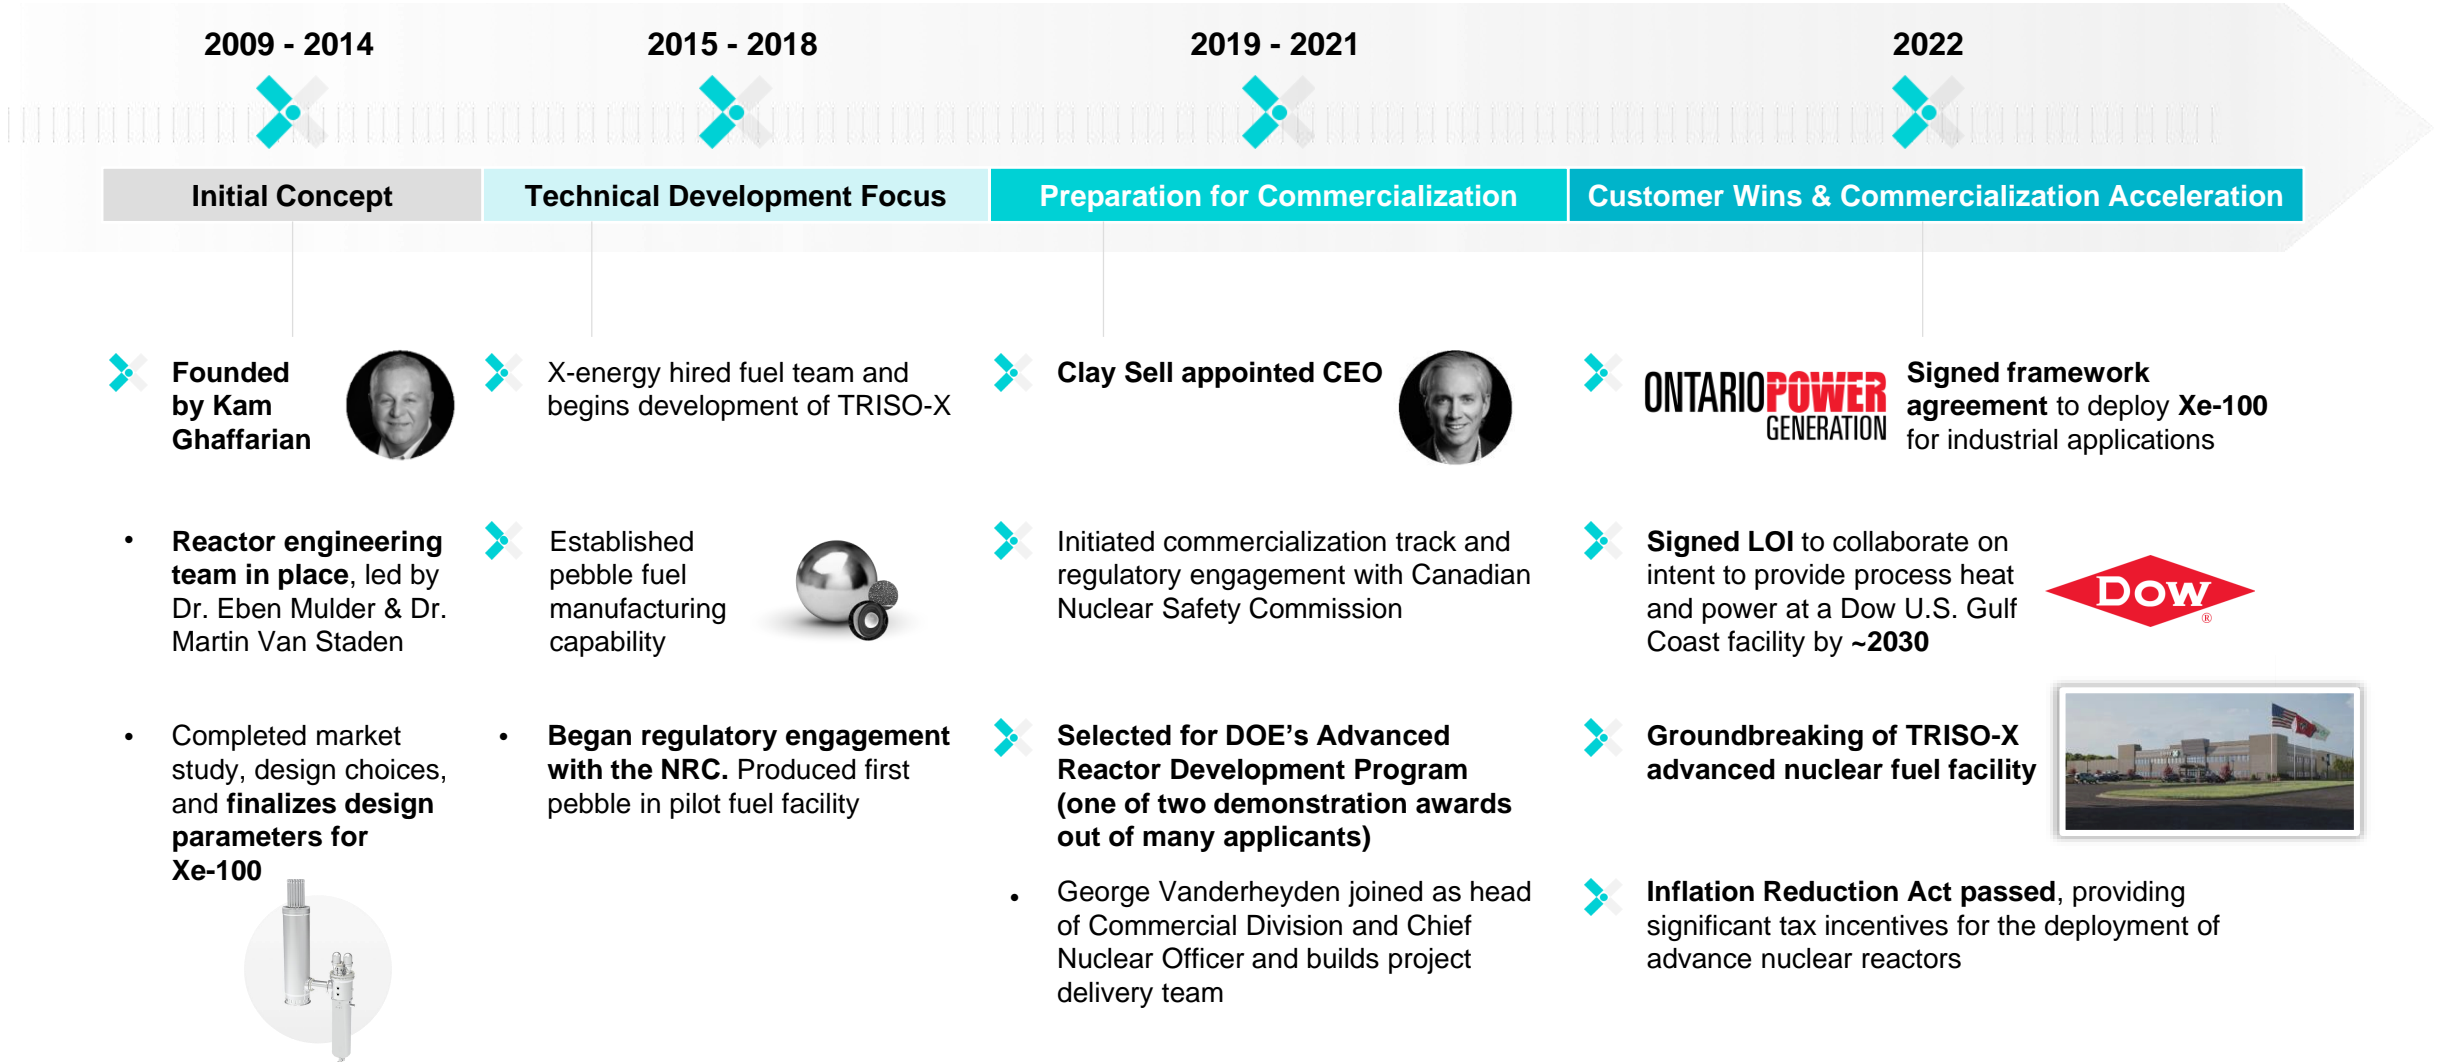 2009 - 2014
2015 - 2018
2019 - 2021
2022
Initial Concept
Technical Development Focus
Preparation for Commercialization
Customer Wins & Commercialization Acceleration
Founded
by Kam
Ghaffarian
• Reactor engineering
team in place, led by
Dr. Eben Mulder & Dr.
Martin Van Staden
• Completed market
study, design choices,
and finalizes design
parameters for
Xe-100
X-energy hired fuel team and
begins development of TRISO-X
Established
pebble fuel
manufacturing
capability
• Began regulatory engagement
with the NRC. Produced first
pebble in pilot fuel facility
Clay Sell appointed CEO
Initiated commercialization track and
regulatory engagement with Canadian
Nuclear Safety Commission
Selected for DOE’s Advanced
Reactor Development Program
(one of two demonstration awards
out of many applicants)
• George Vanderheyden joined as head
of Commercial Division and Chief
Nuclear Officer and builds project
delivery team
ONTARIOPOWER
GENERATION
Signed framework
agreement to deploy Xe-100
for industrial applications
Signed LOI to collaborate on
intent to provide process heat
and power at a Dow U.S. Gulf
Coast facility by ~2030
Dow
®
Groundbreaking of TRISO-X
advanced nuclear fuel facility
Inflation Reduction Act passed, providing
significant tax incentives for the deployment of
advance nuclear reactors